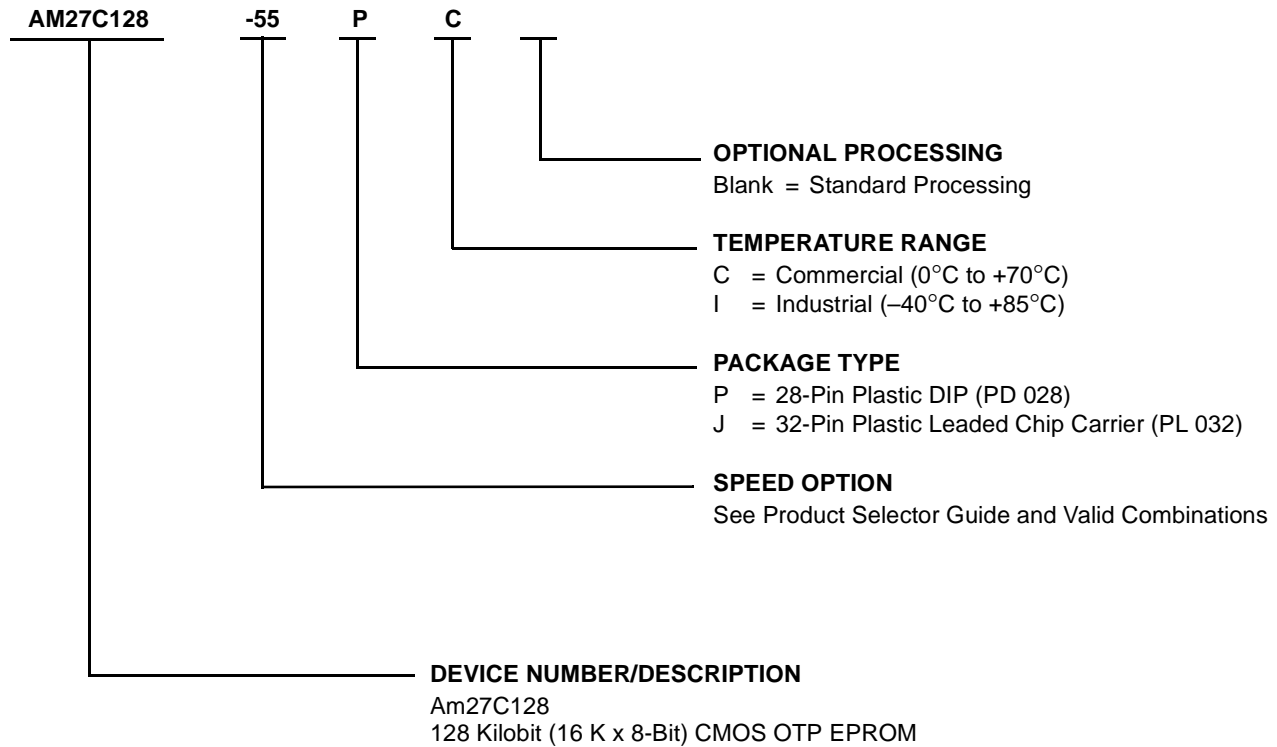 AM27C128 -55 P C
OPTIONAL PROCESSING
Blank = Standard Processing
TEMPERATURE RANGE
C = Commercial (0°C to +70°C)
I = Industrial (–40°C to +85°C)
PACKAGE TYPE
P = 28-Pin Plastic DIP (PD 028)
J = 32-Pin Plastic Leaded Chip Carrier (PL 032)
SPEED OPTION
See Product Selector Guide and Valid Combinations
DEVICE NUMBER/DESCRIPTION
Am27C128
128 Kilobit (16 K x 8-Bit) CMOS OTP EPROM